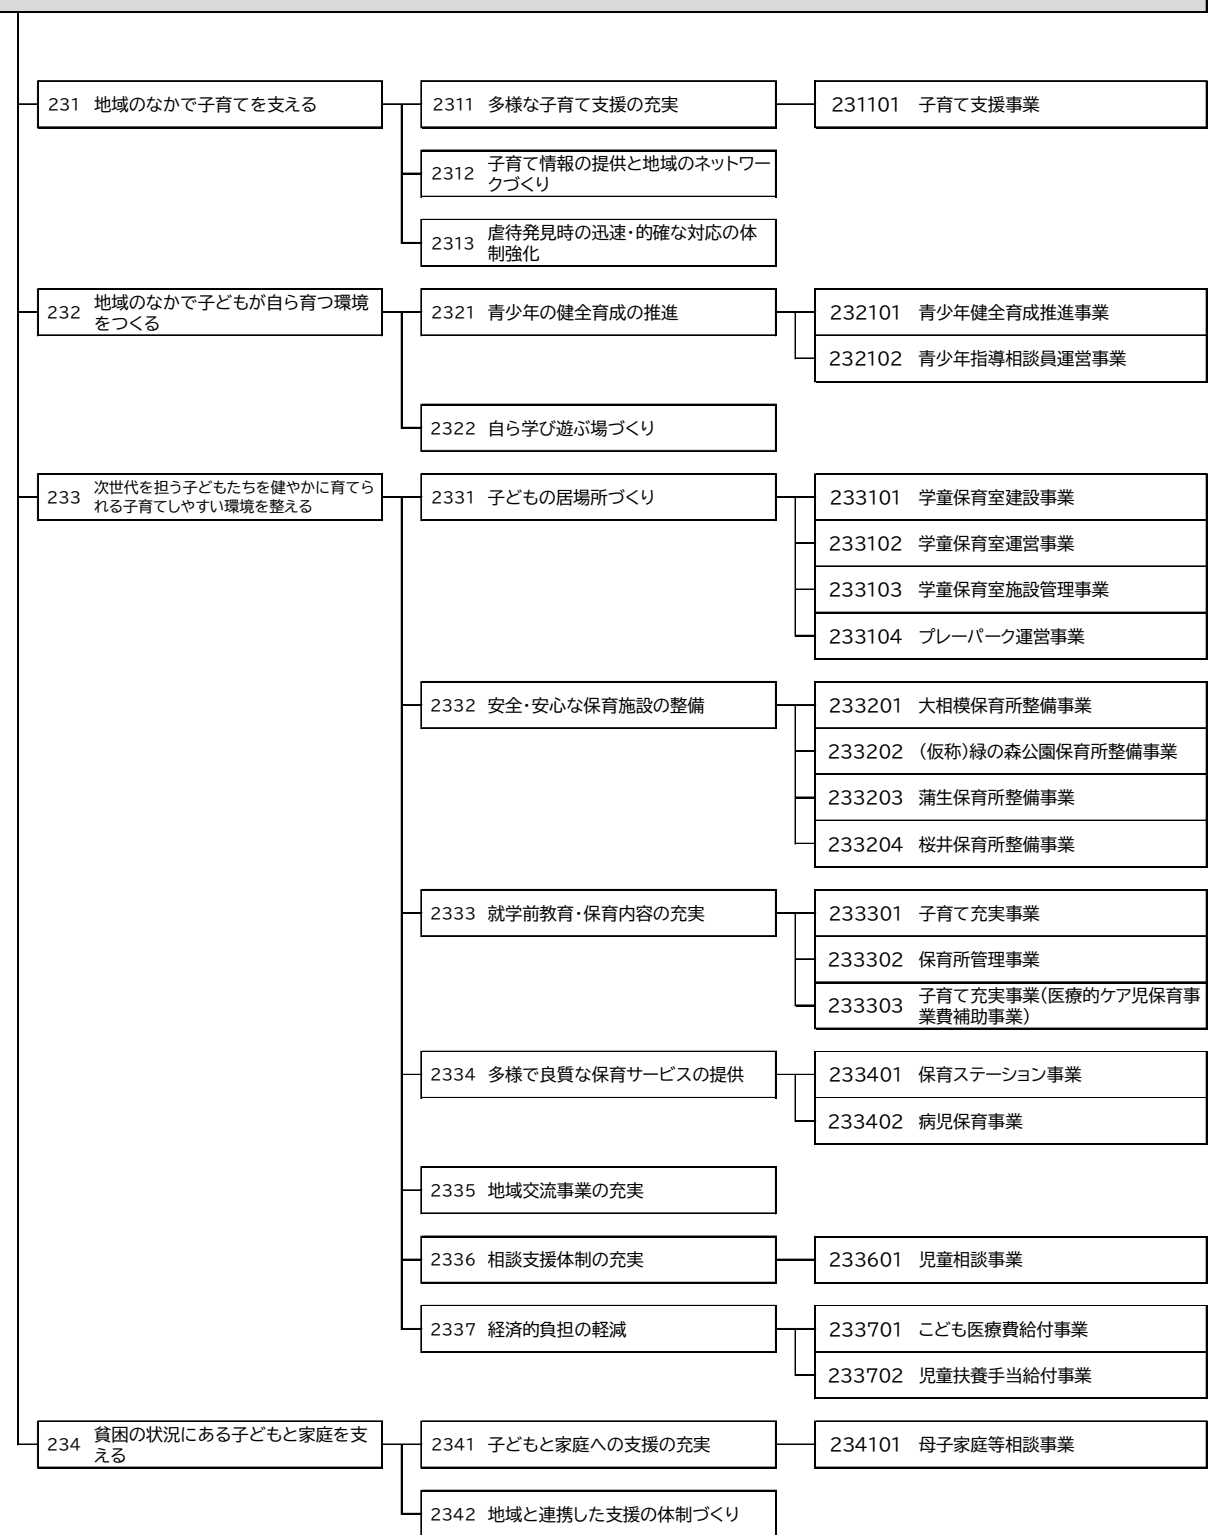 231 地域のなかで子育てを支える
2311 多様な子育て支援の充実
231101 子育て支援事業
2312 子育て情報の提供と地域のネットワー
クづくり
2313 虐待発見時の迅速・的確な対応の体
制強化
232 地域のなかで子どもが自ら育つ環境
をつくる
2321 青少年の健全育成の推進
232101 青少年健全育成推進事業
232102 青少年指導相談員運営事業
2322 自ら学び遊ぶ場づくり
233 次世代を担う子どもたちを健やかに育てら
れる子育てしやすい環境を整える
2331 子どもの居場所づくり
233101 学童保育室建設事業
233102 学童保育室運営事業
233103 学童保育室施設管理事業
233104 プレーパーク運営事業
2332 安全・安心な保育施設の整備
233201 大相模保育所整備事業
233202 (仮称)緑の森公園保育所整備事業
233203 蒲生保育所整備事業
233204 桜井保育所整備事業
2333 就学前教育・保育内容の充実
233301 子育て充実事業
233302 保育所管理事業
233303 子育て充実事業(医療的ケア児保育事
業費補助事業)
2334 多様で良質な保育サービスの提供
233401 保育ステーション事業
233402 病児保育事業
2335 地域交流事業の充実
2336 相談支援体制の充実
233601 児童相談事業
2337 経済的負担の軽減
233701 こども医療費給付事業
233702 児童扶養手当給付事業
234 貧困の状況にある子どもと家庭を支
える
2341 子どもと家庭への支援の充実
234101 母子家庭等相談事業
2342 地域と連携した支援の体制づくり